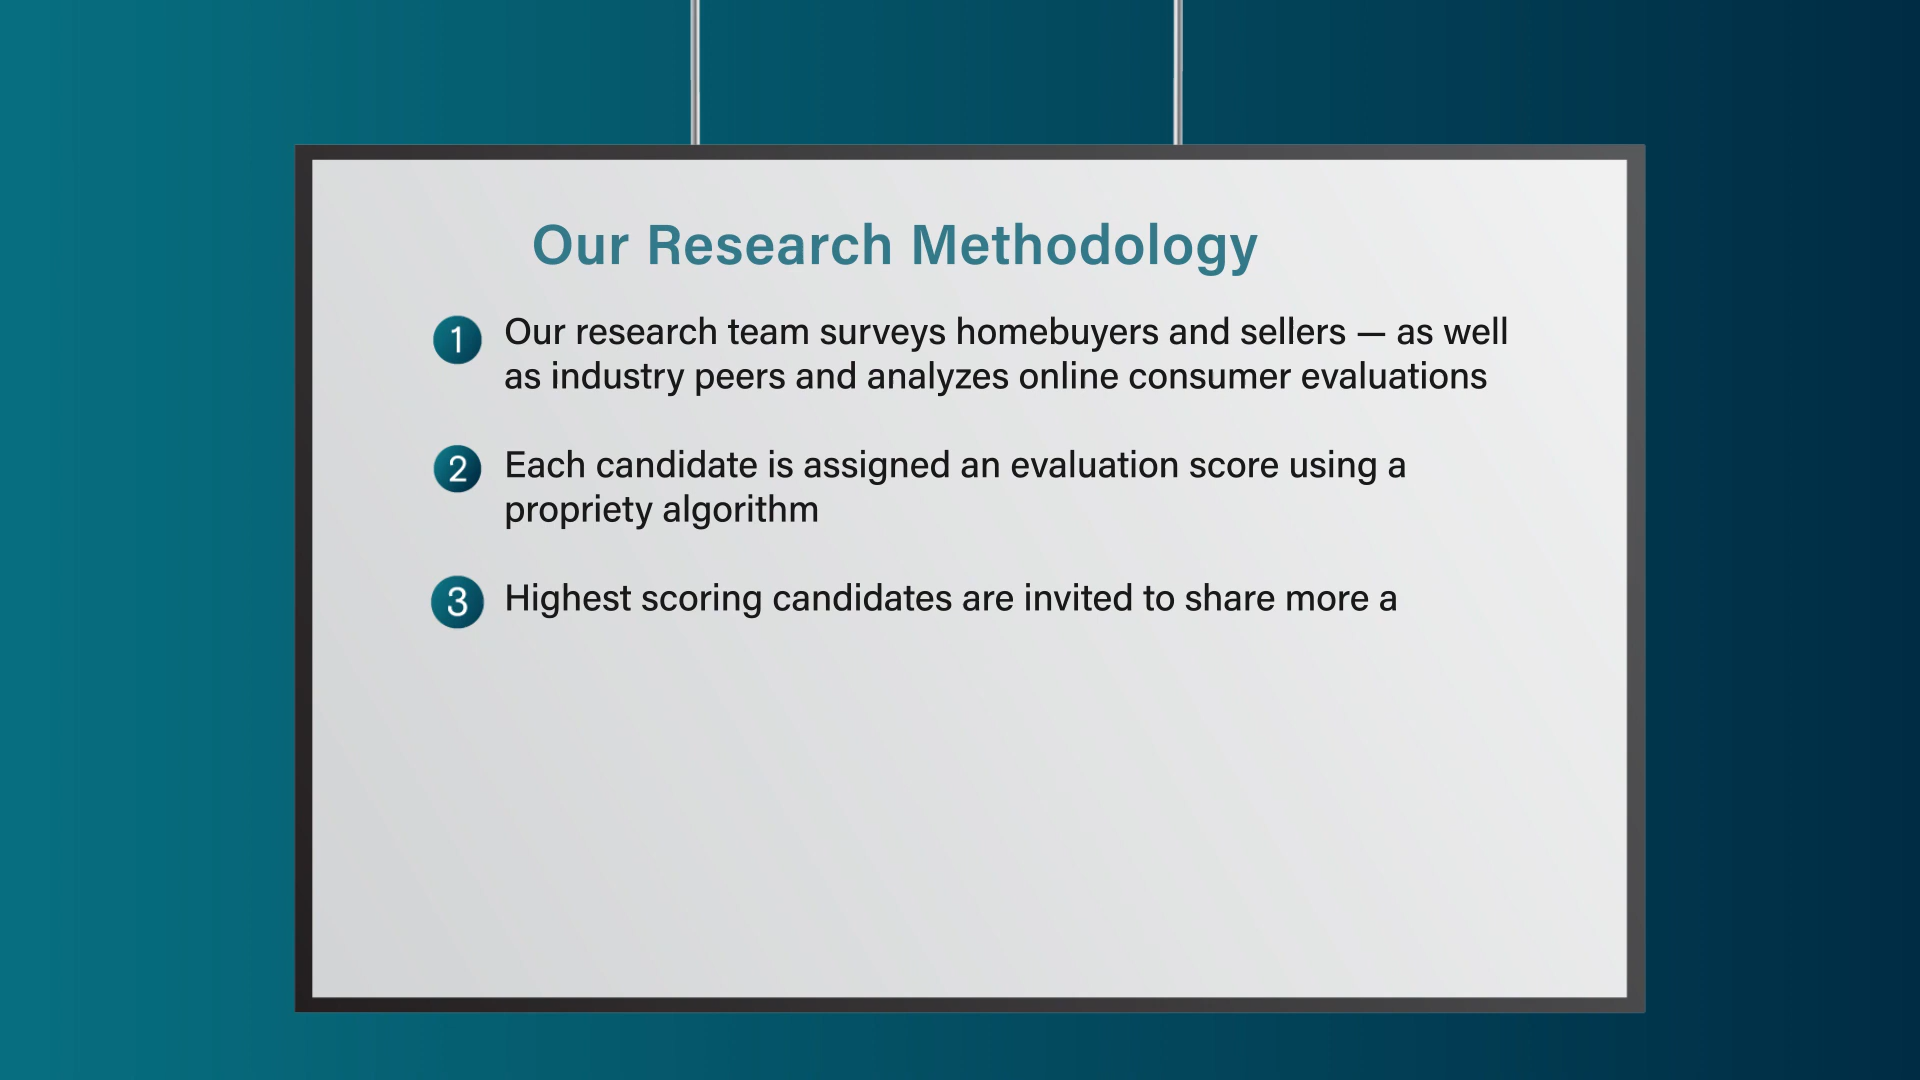 Our Research Methodology
1 Our research team surveys homebuyers and sellers — as well
as industry peers and analyzes online consumer evaluations
2 Each candidate is assigned an evaluation score using a
propriety algorithm
3 Highest scoring candidates are invited to share more a